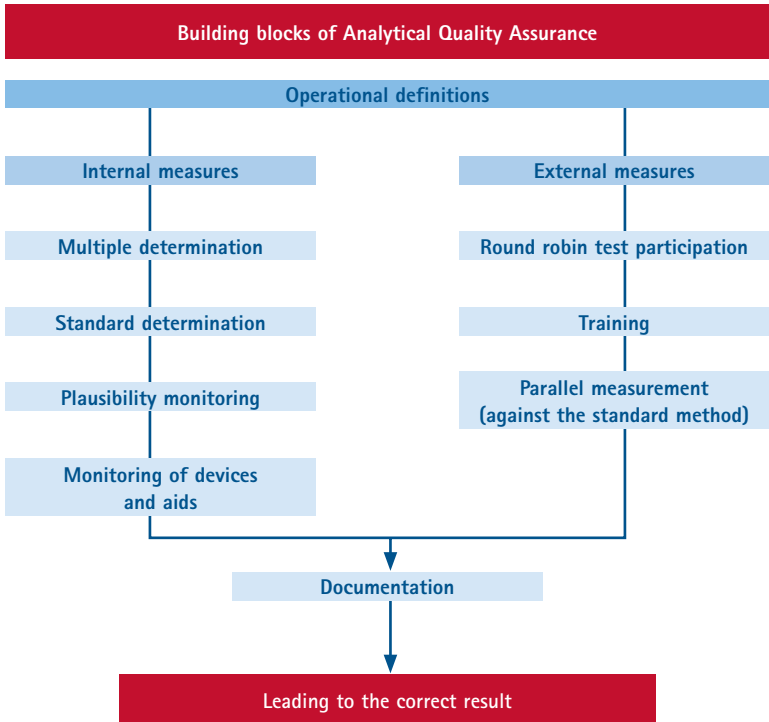 Building blocks of Analytical Quality Assurance
Operational definitions
Internal measures
External measures
Multiple determination
Round robin test participation
Standard determination
Training
Plausibility monitoring
Parallel measurement
(against the standard method)
Monitoring of devices
and aids
Documentation
Leading to the correct result